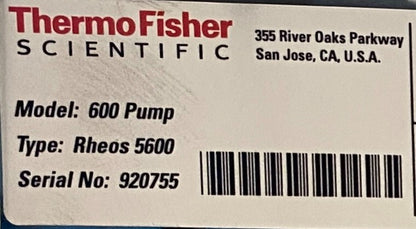 ThermoFisher
SCIENTIFIC
355 River Oaks Parkway
San Jose, CA, U.S.A.
Model: 600 Pump
Type: Rheos 5600
Serial No: 920755